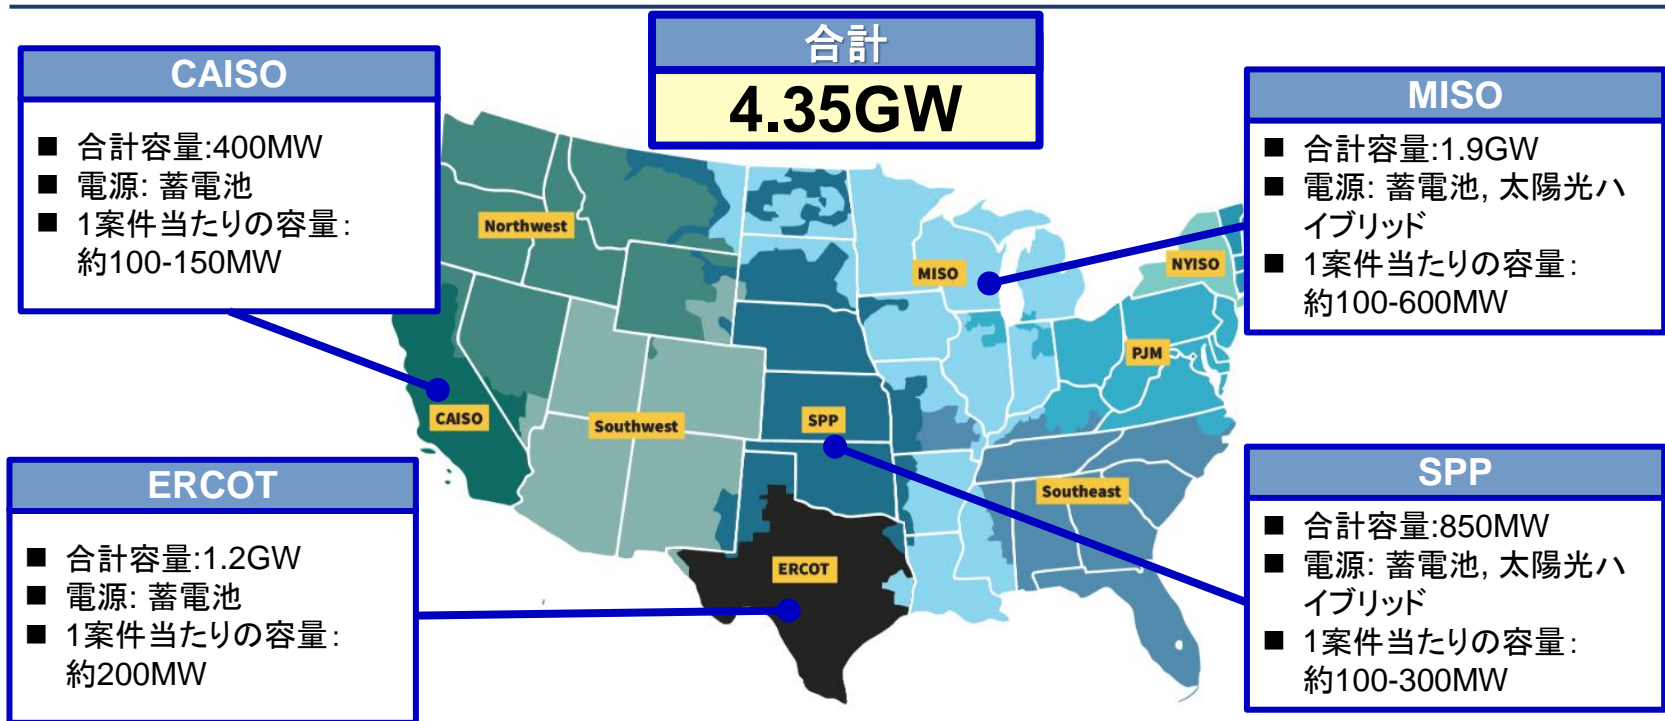 合計
4.35GW
CAISO
■ 合計容量:400MW
■ 電源: 蓄電池
■ 1案件当たりの容量:
約100-150MW
MISO
■ 合計容量:1.9GW
■ 電源: 蓄電池, 太陽光ハ
イブリッド
■ 1案件当たりの容量:
約100-600MW
ERCOT
■ 合計容量:1.2GW
■ 電源: 蓄電池
■ 1案件当たりの容量:
約200MW
SPP
■ 合計容量:850MW
■ 電源: 蓄電池, 太陽光ハ
イブリッド
■ 1案件当たりの容量:
約100-300MW
Northwest
MISO
NYISO
PJM
CAISO
Southwest
SPP
Southeast
ERCOT